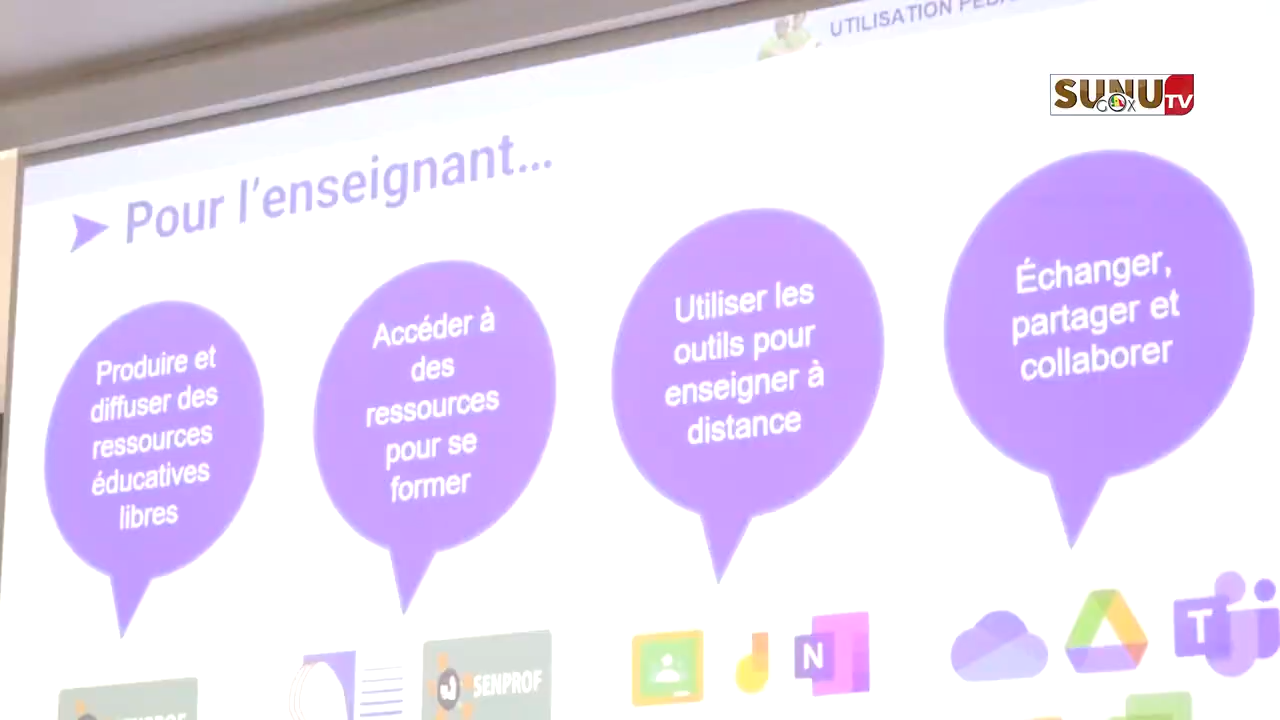 UTILISATION
SUNU
GOX
TV
➤ Pour l'enseignant...
Produire et
diffuser des
ressources
éducatives
libres
Accéder à
des
ressources
pour se
former
Utiliser les
outils pour
enseigner à
distance
Échanger,
partager et
collaborer
SENPROF
N
T